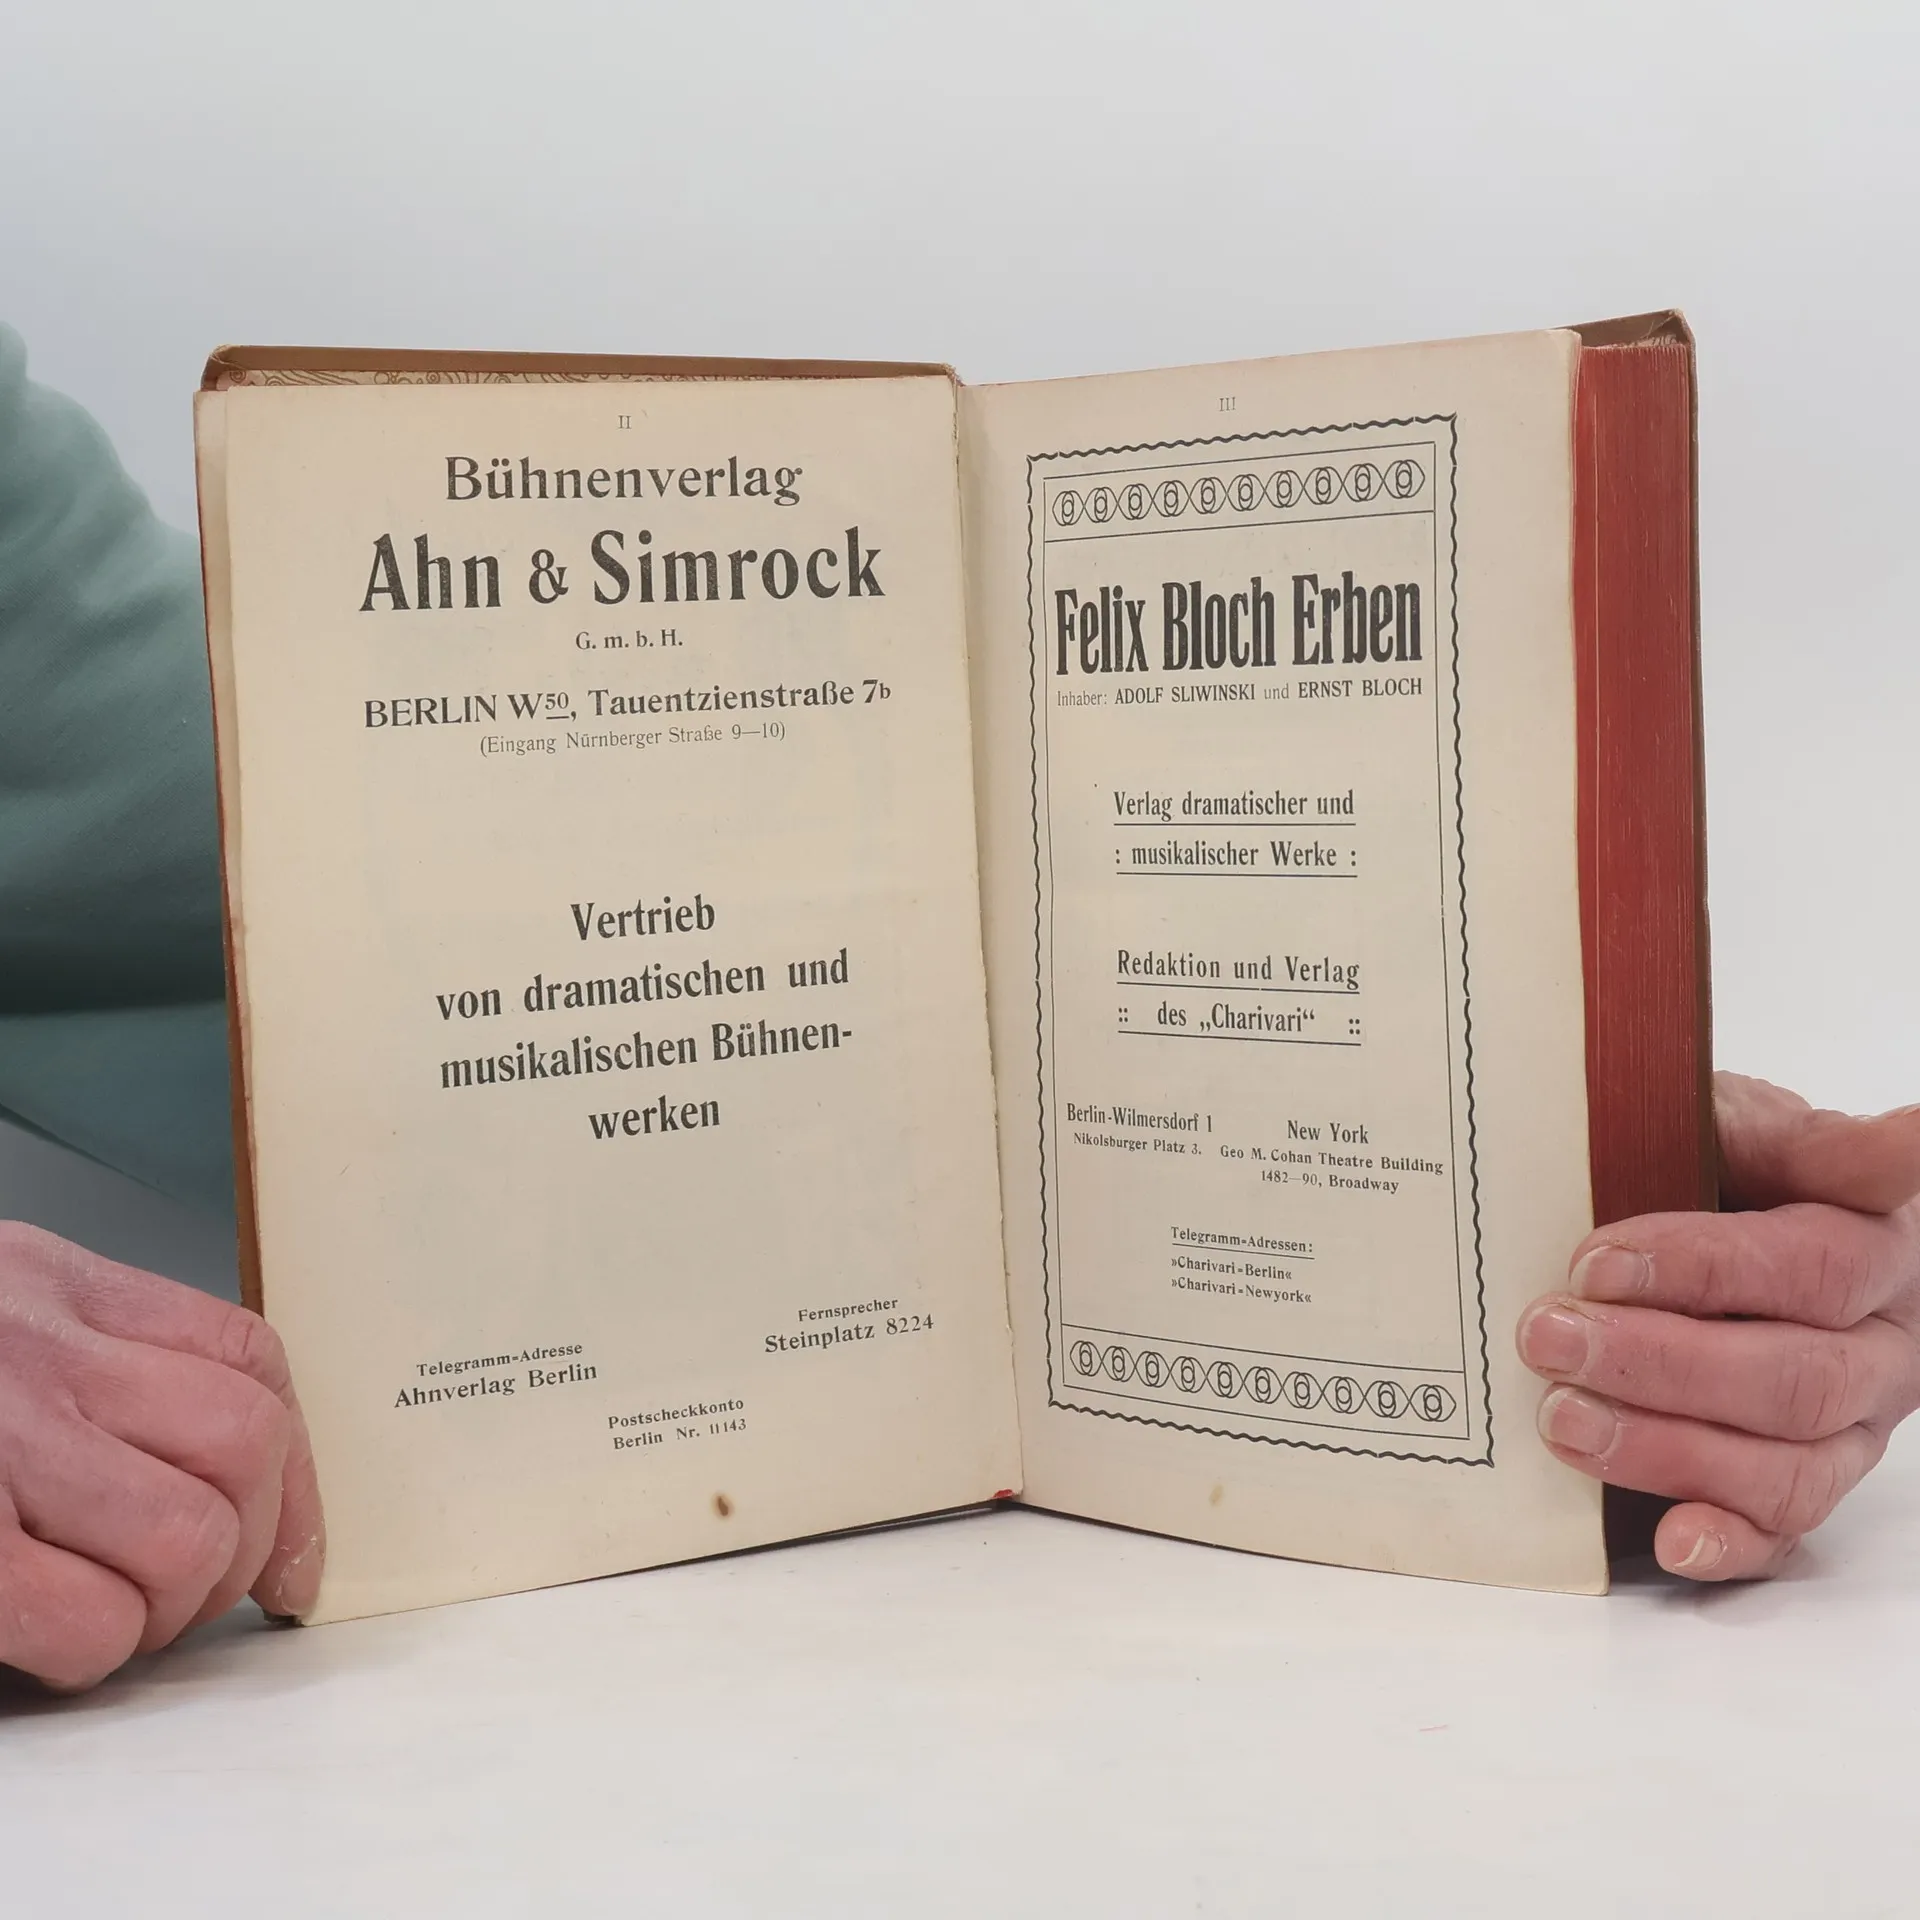 II
Bühnenverlag
Ahn & Simrock
G. m. b. H.
BERLIN W50, Tauentzienstraße 7b
(Eingang Nürnberger Straße 9—10)
Vertrieb
von dramatischen und
musikalischen Bühnen-
werken
Telegramm-Adresse
Ahnverlag Berlin
Fernsprecher
Steinplatz 8224
Postscheckkonto
Berlin Nr. 11143
III
Felix Bloch Erben
Inhaber: ADOLF SLIWINSKI und ERNST BLOCH
Verlag dramatischer und
: musikalischer Werke :
Redaktion und Verlag
:: des „Charivari“ ::
Berlin-Wilmersdorf 1
Nikolsburger Platz 3.
New York
Geo M. Cohan Theatre Building
1482—90, Broadway
Telegramm-Adressen:
»Charivari-Berlin«
»Charivari-Newyork«